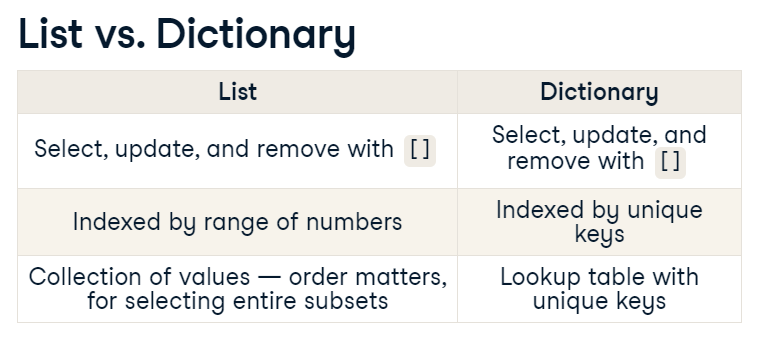 List vs. Dictionary
List
Dictionary
Select, update, and remove with []
Select, update, and
remove with []
Indexed by range of numbers
Indexed by unique
keys
Collection of values — order matters,
for selecting entire subsets
Lookup table with
unique keys